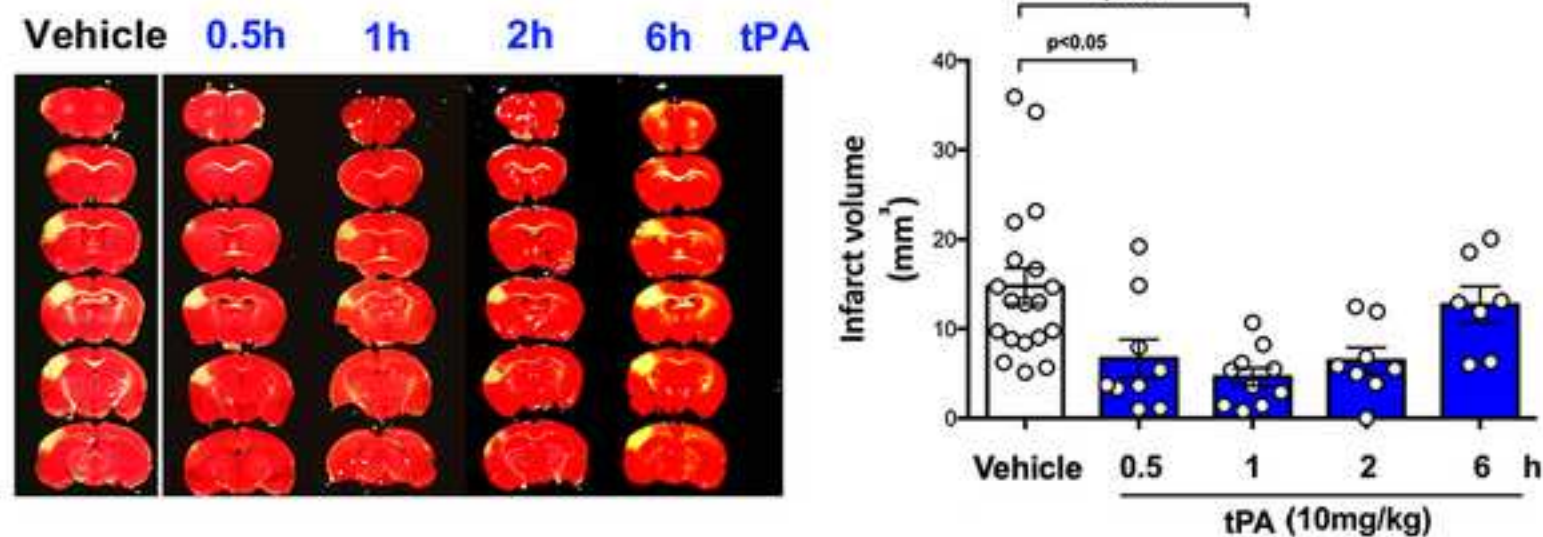 Vehicle 0.5h 1h 2h 6h tPA
p<0.05
Infarct volume
(mm³)
40
30
20
10
0
Vehicle 0.5 1 2 6 h
tPA (10mg/kg)